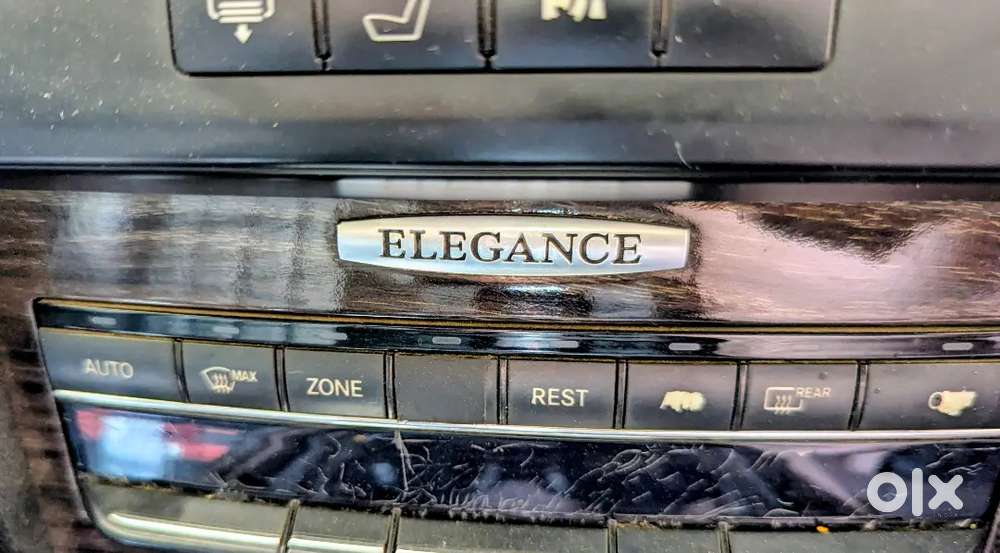 ELEGANCE
AUTO
MAX
ZONE
REST
REAR
olx